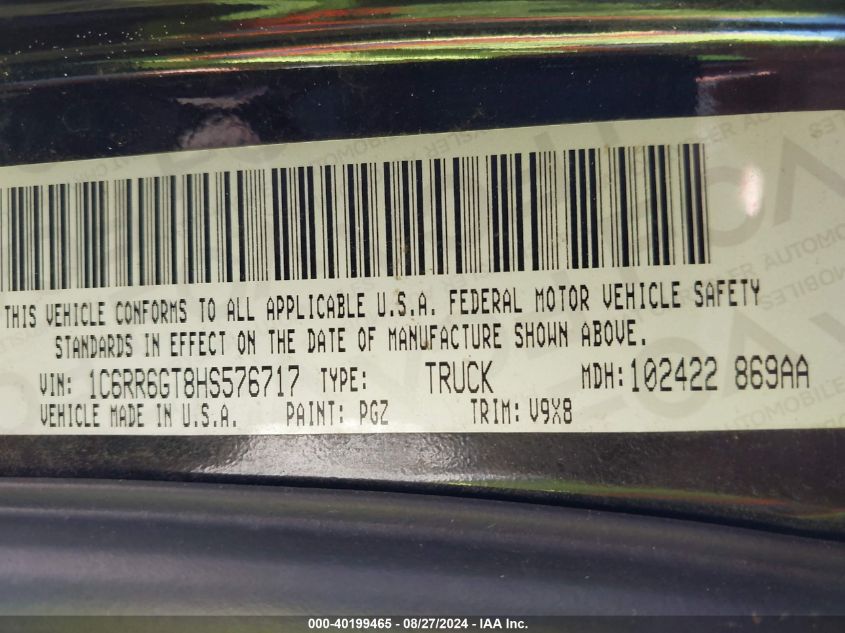 THIS VEHICLE CONFORMS TO ALL APPLICABLE U.S.A. FEDERAL MOTOR VEHICLE SAFETY
STANDARDS IN EFFECT ON THE DATE OF MANUFACTURE SHOWN ABOVE.
VIN: 1C6RR6GT8HS576717 TYPE: TRUCK MDH: 102422 869AA
VEHICLE MADE IN U.S.A. PAINT: PGZ TRIM: V9X8
000-40199465 - 08/27/2024 - IAA Inc.